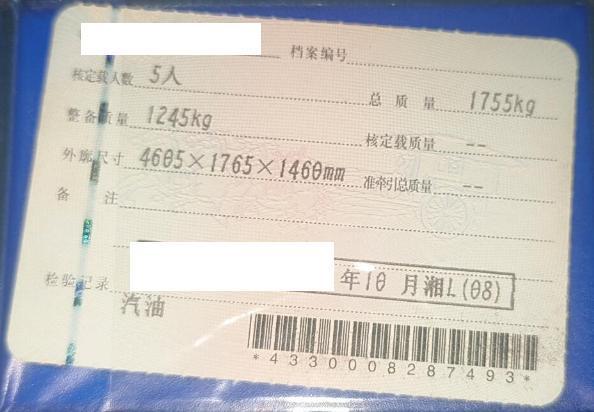 档案编号
核定载人数 5人 总质量 1755kg
整备质量 1245kg 核定载质量 --
外廓尺寸 4605×1765×1460mm 准牵引总质量 --
备注
检验记录 年10月湘L(08)
汽油
*4330008287493*